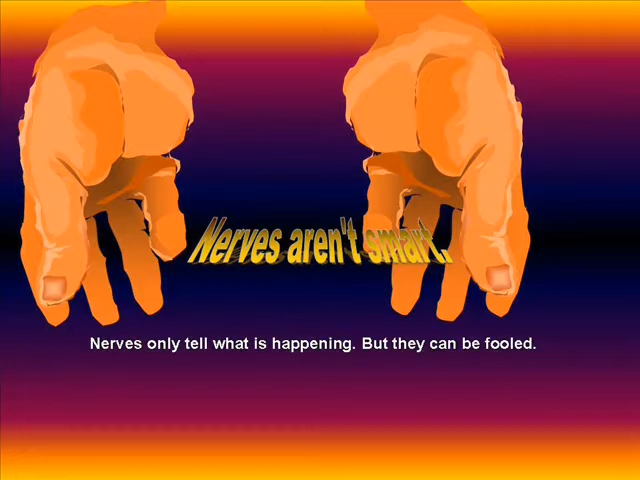 Nerves aren't smart.
Nerves only tell what is happening. But they can be fooled.